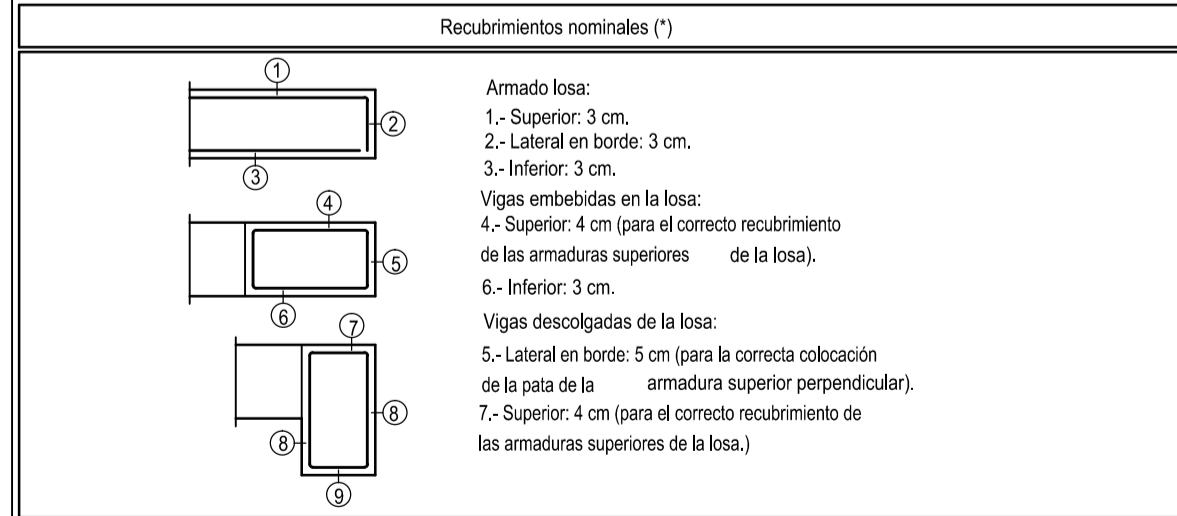 Recubrimientos nominales (*)
1
2
3
Armado losa:
1.- Superior: 3 cm.
2.- Lateral en borde: 3 cm.
3.- Inferior: 3 cm.
4
5
6
Vigas embebidas en la losa:
4.- Superior: 4 cm (para el correcto recubrimiento
de las armaduras superiores de la losa).
6.- Inferior: 3 cm.
7
8
8
9
Vigas descolgadas de la losa:
5.- Lateral en borde: 5 cm (para la correcta colocación
de la pata de la armadura superior perpendicular).
7.- Superior: 4 cm (para el correcto recubrimiento de
las armaduras superiores de la losa.)